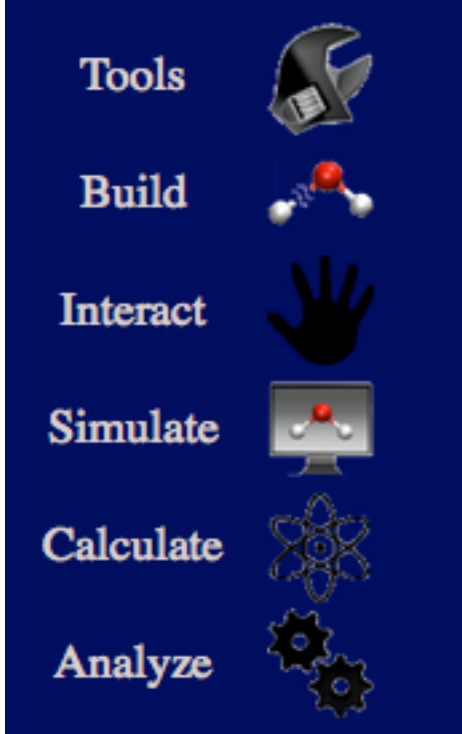 Tools
Build
Interact
Simulate
Calculate
Analyze